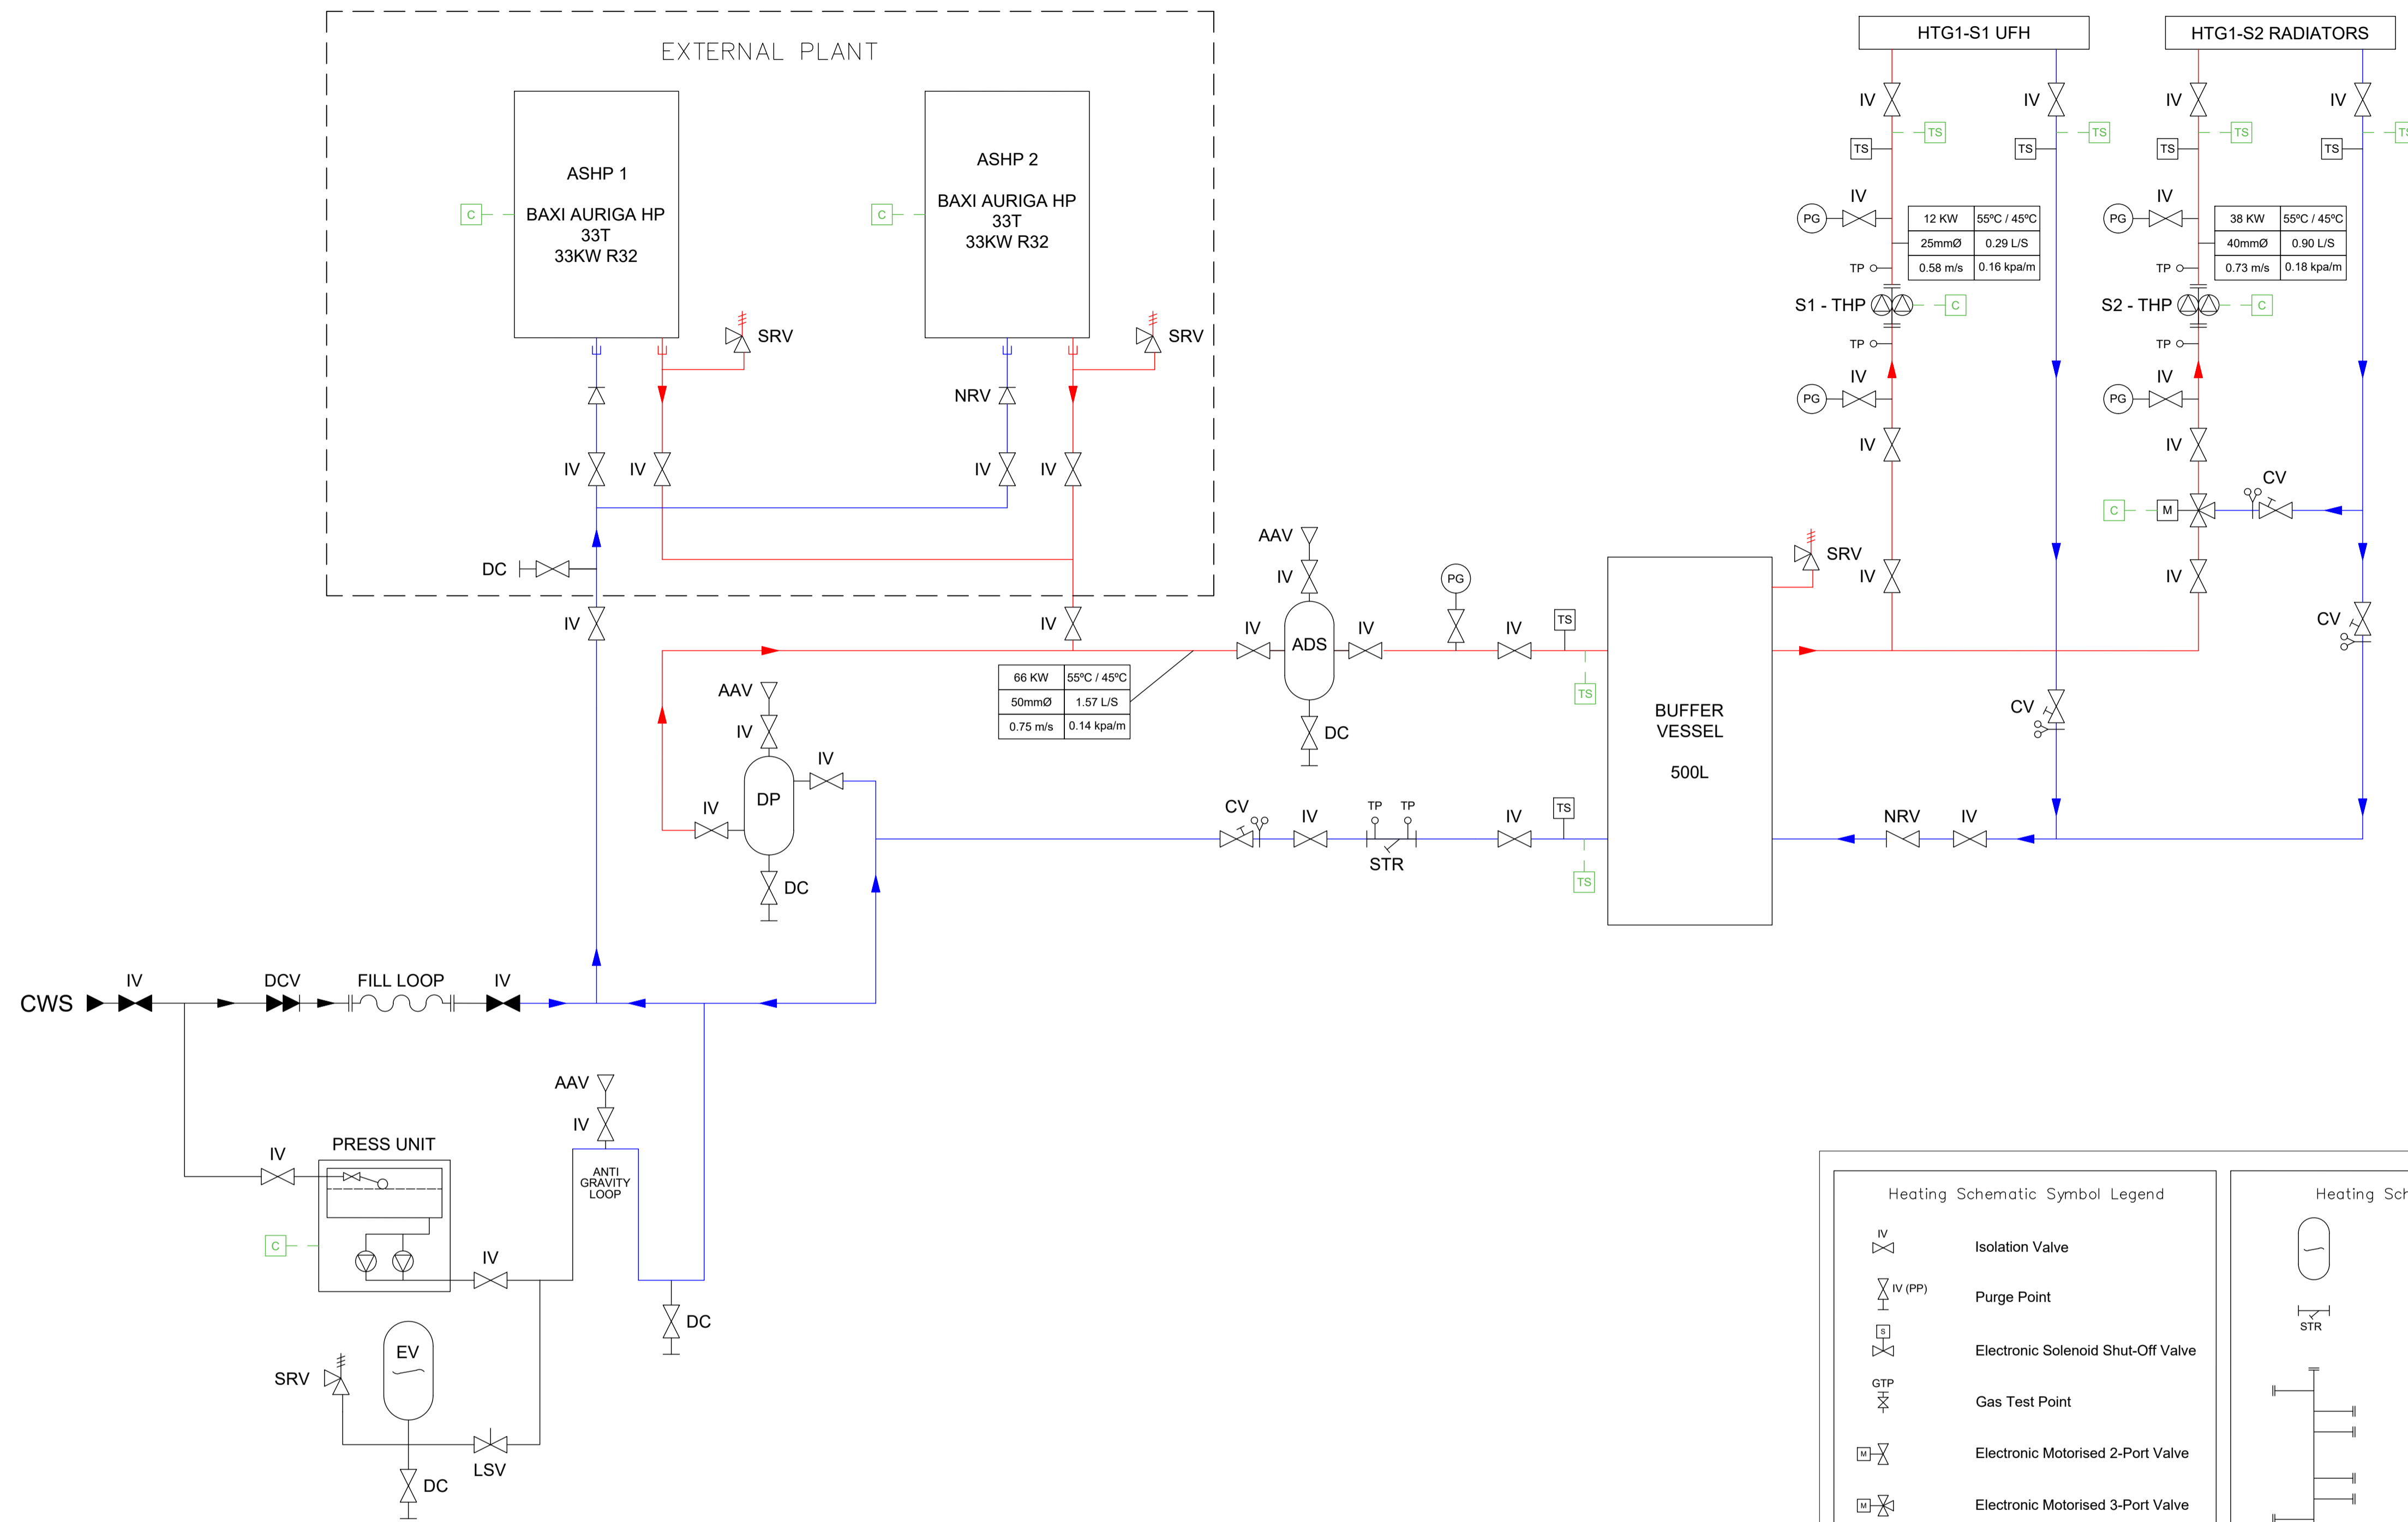 EXTERNAL PLANT
ASHP 1
BAXI AURIGA HP
33T
33KW R32
C
SRV
IV
IV
DC
IV
ASHP 2
BAXI AURIGA HP
33T
33KW R32
C
SRV
NRV
IV
IV
IV
HTG1-S1 UFH
IV
IV
TS
TS
TS
TS
IV
PG
12 KW 55ºC / 45ºC
25mmØ 0.29 L/S
0.58 m/s 0.16 kpa/m
TP
S1 - THP
C
TP
IV
PG
IV
IV
CV
HTG1-S2 RADIATORS
IV
IV
TS
TS
TS
TS
IV
PG
38 KW 55ºC / 45ºC
40mmØ 0.90 L/S
0.73 m/s 0.18 kpa/m
TP
S2 - THP
C
TP
IV
PG
IV
CV
C
M
IV
CV
AAV
IV
IV
ADS
IV
DC
PG
IV
TS
TS
66 KW 55ºC / 45ºC
50mmØ 1.57 L/S
0.75 m/s 0.14 kpa/m
AAV
IV
IV
DP
IV
DC
CV
IV
TP TP
STR
IV
TS
TS
BUFFER
VESSEL
500L
SRV
NRV
IV
CWS
IV
DCV
FILL LOOP
IV
AAV
IV
ANTI
GRAVITY
LOOP
IV
PRESS UNIT
C
IV
DC
EV
SRV
LSV
DC
Heating Schematic Symbol Legend
IV
Isolation Valve
IV (PP)
Purge Point
S
Electronic Solenoid Shut-Off Valve
GTP
Gas Test Point
M
Electronic Motorised 2-Port Valve
M
Electronic Motorised 3-Port Valve
Heating Sch
STR